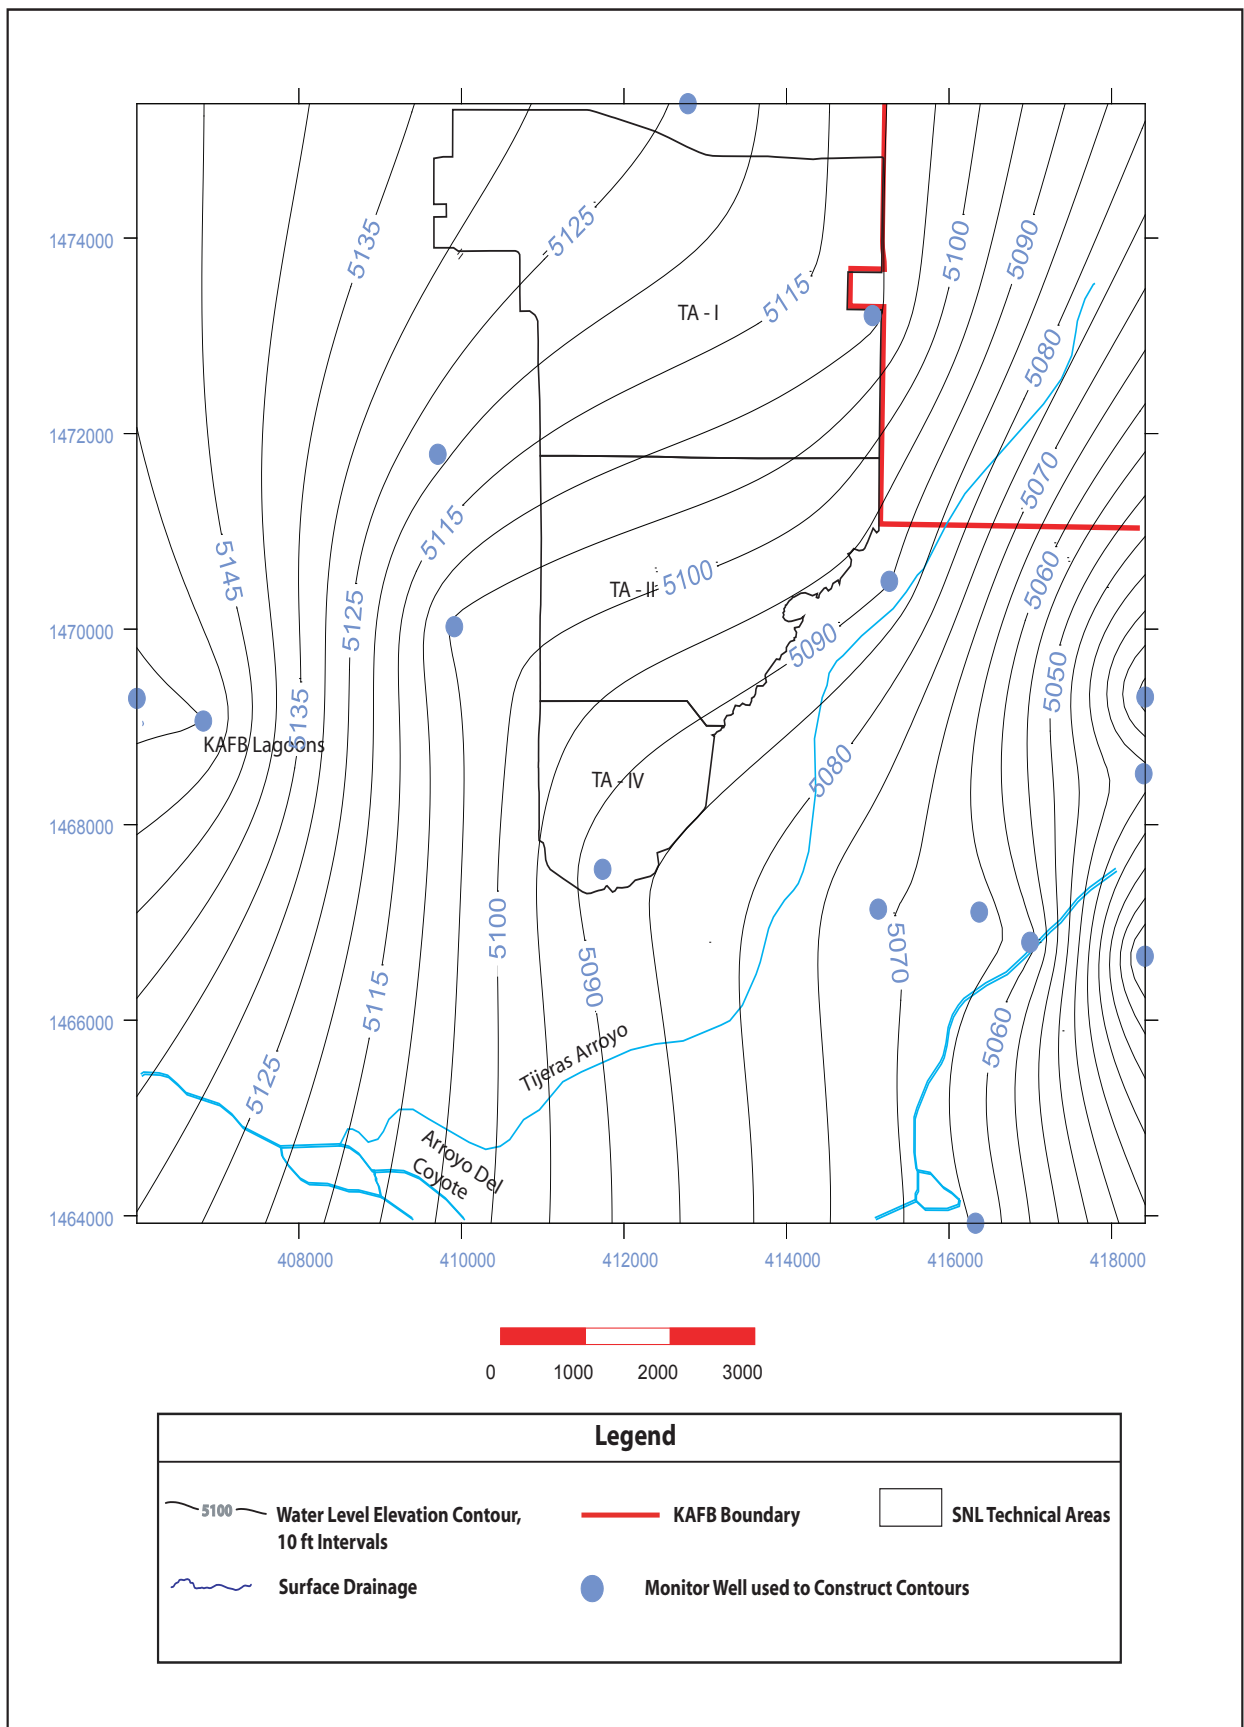 5135
5125
5100
5090
1474000
5115
TA - I
5080
1472000
5115
5070
5145
5125
TA - II
5100
5060
1470000
5090
5050
5135
KAFB Lagoons
5080
TA - IV
1468000
5100
5070
5090
5115
1466000
5060
Tijeras Arroyo
5125
Arroyo Del
Coyote
1464000
408000
410000
412000
414000
416000
418000
0
1000
2000
3000
Legend
5100
Water Level Elevation Contour,
10 ft Intervals
KAFB Boundary
SNL Technical Areas
Surface Drainage
Monitor Well used to Construct Contours